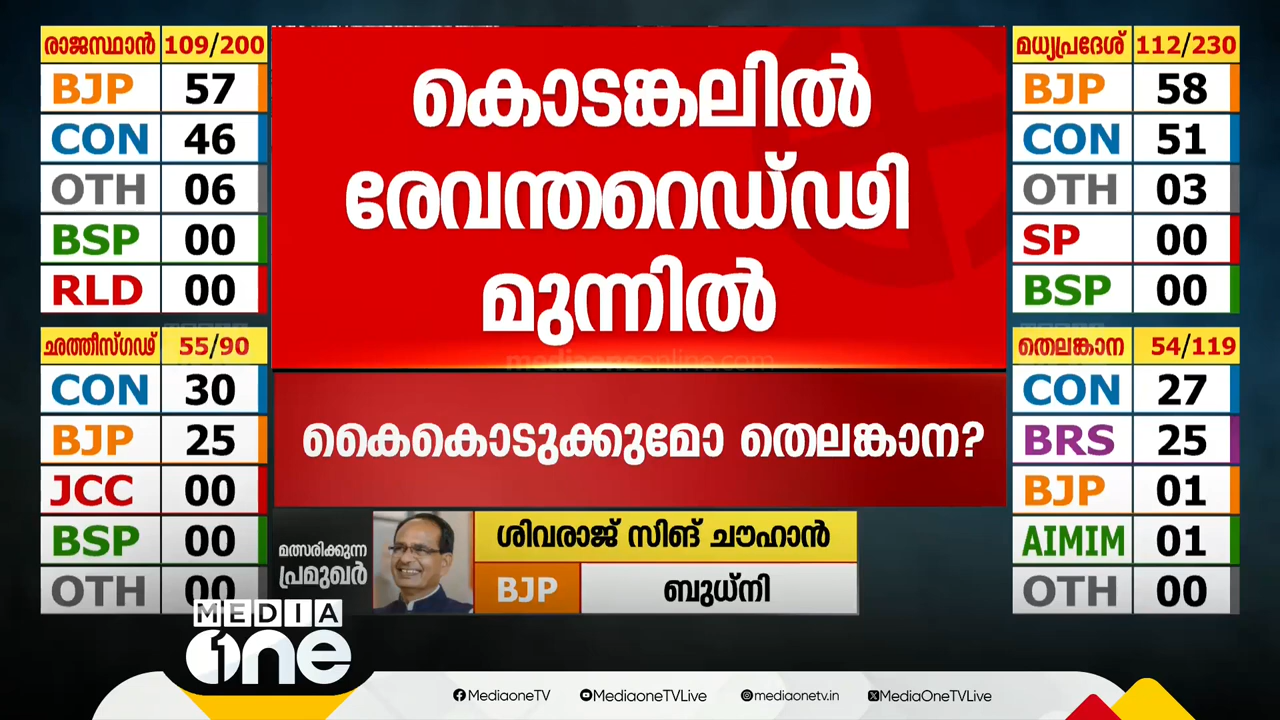 രാജസ്ഥാൻ 109/200
BJP 57
CON 46
OTH 06
BSP 00
RLD 00
ഛത്തീസ്ഗഢ് 55/90
CON 30
BJP 25
JCC 00
BSP 00
OTH 00
കൊടങ്കലിൽ
രേവന്തറെഡ്ഢി
മുന്നിൽ
mediaoneonline.com
കൈകൊടുക്കുമോ തെലങ്കാന?
മത്സരിക്കുന്ന
പ്രമുഖർ
ശിവരാജ് സിങ് ചൗഹാൻ
BJP ബുധ്നി
മധ്യപ്രദേശ് 112/230
BJP 58
CON 51
OTH 03
SP 00
BSP 00
തെലങ്കാന 54/119
CON 27
BRS 25
BJP 01
AIMIM 01
OTH 00
MEDIA
one
MediaoneTV MediaoneTVLive mediaonetv.in MediaOneTVLive